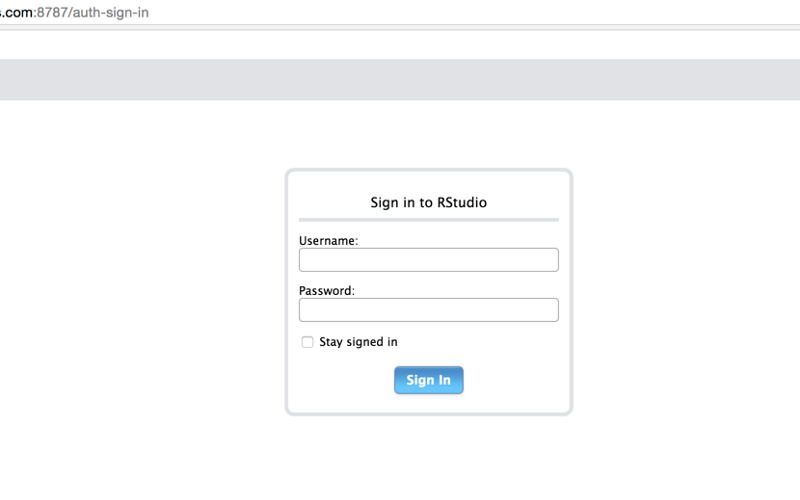 s.com:8787/auth-sign-in
Sign in to RStudio
Username:
Password:
Stay signed in
Sign In